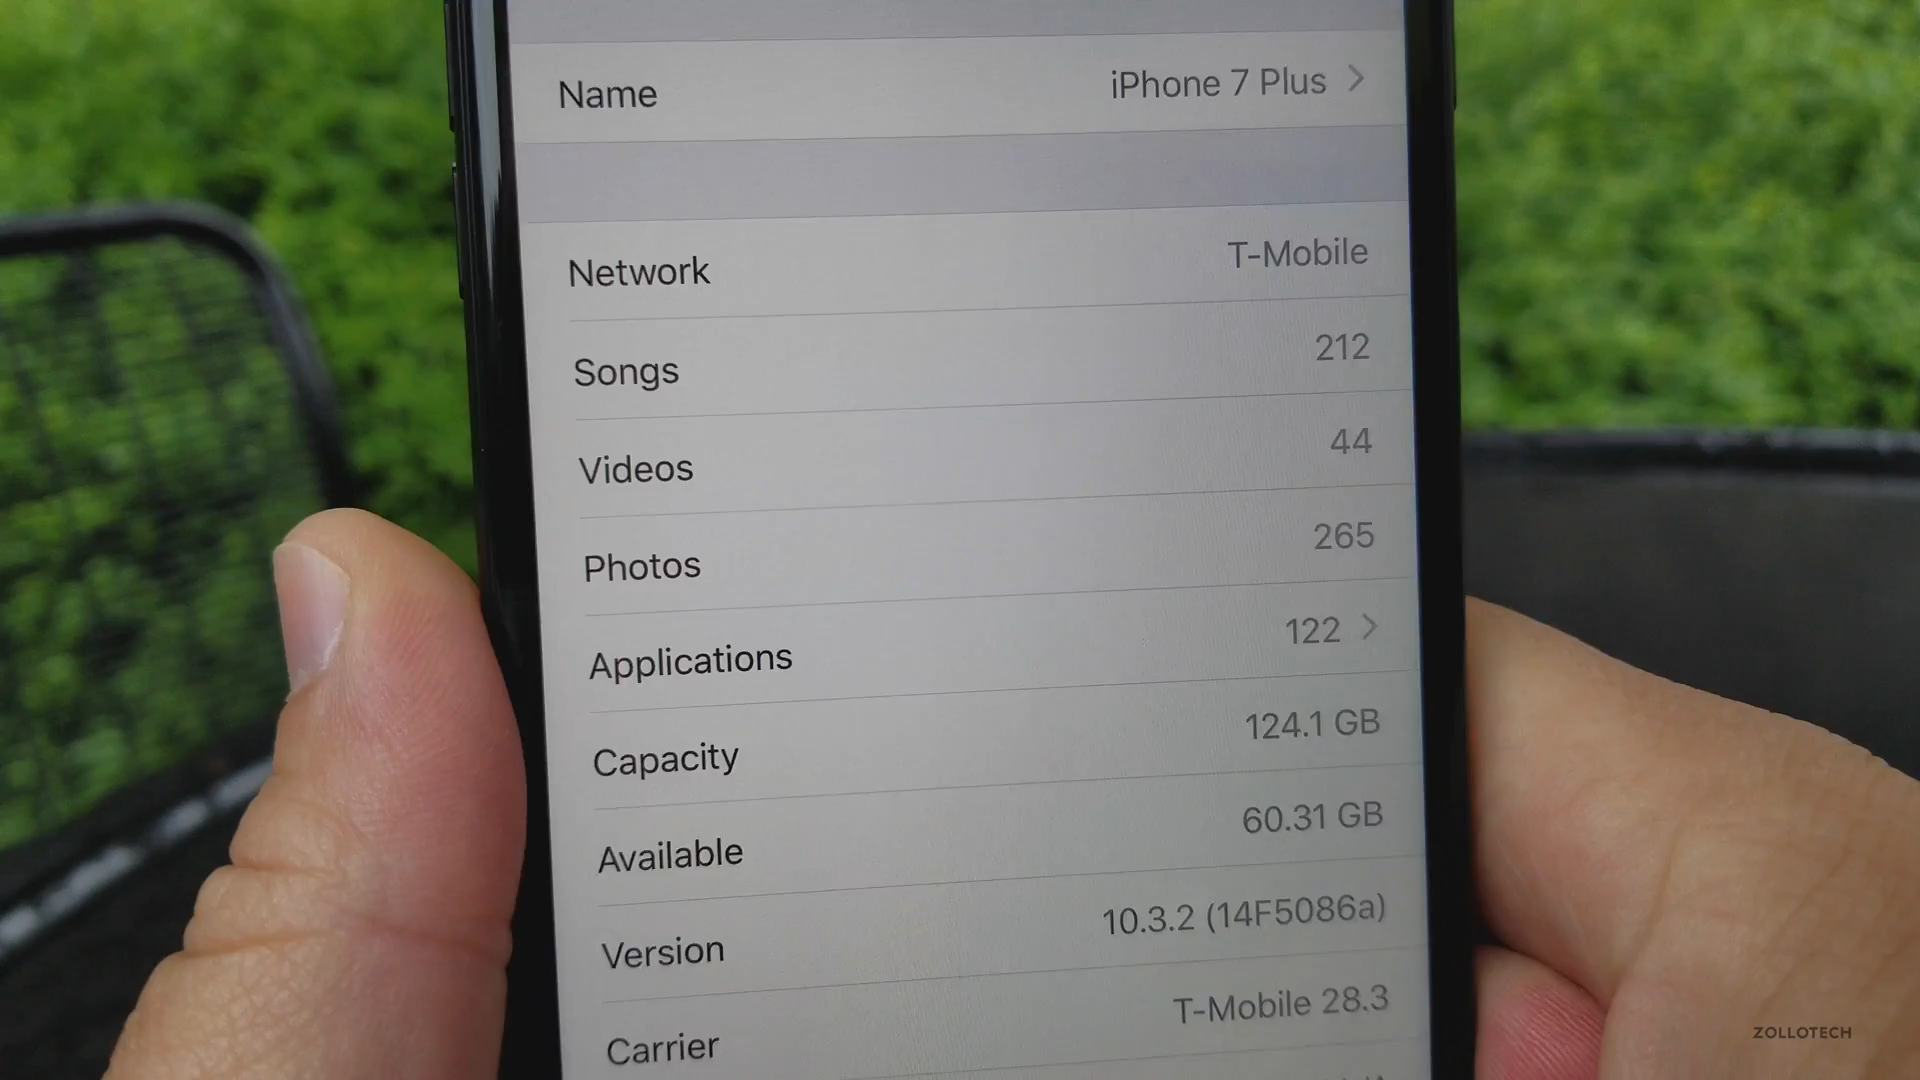 Name iPhone 7 Plus
Network T-Mobile
Songs 212
Videos 44
Photos 265
Applications 122
Capacity 124.1 GB
Available 60.31 GB
Version 10.3.2 (14F5086a)
Carrier T-Mobile 28.3
ZOLLOTECH